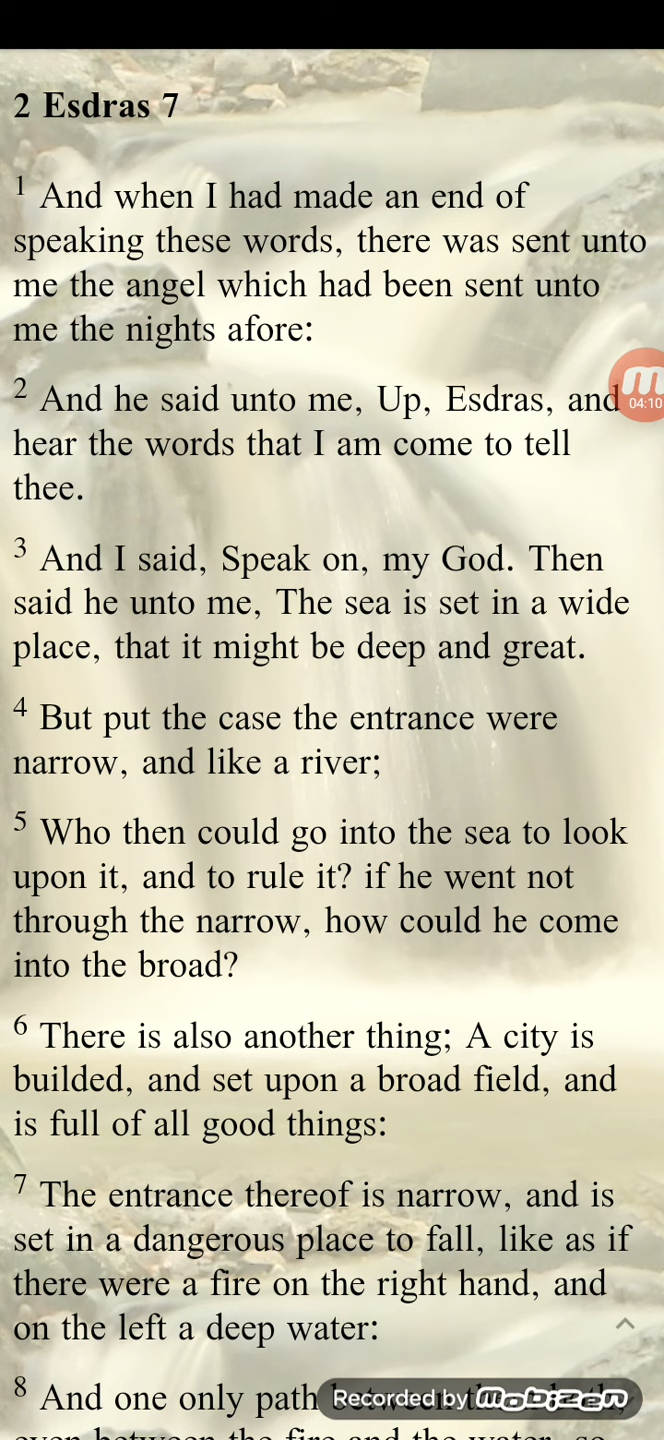 2 Esdras 7
1 And when I had made an end of
speaking these words, there was sent unto
me the angel which had been sent unto
me the nights afore:
2 And he said unto me, Up, Esdras, and
hear the words that I am come to tell
thee.
3 And I said, Speak on, my God. Then
said he unto me, The sea is set in a wide
place, that it might be deep and great.
4 But put the case the entrance were
narrow, and like a river;
5 Who then could go into the sea to look
upon it, and to rule it? if he went not
through the narrow, how could he come
into the broad?
6 There is also another thing; A city is
builded, and set upon a broad field, and
is full of all good things:
7 The entrance thereof is narrow, and is
set in a dangerous place to fall, like as if
there were a fire on the right hand, and
on the left a deep water:
8 And one only path
even between the fire and the water, so
m
04:10
Recorded by mobizen